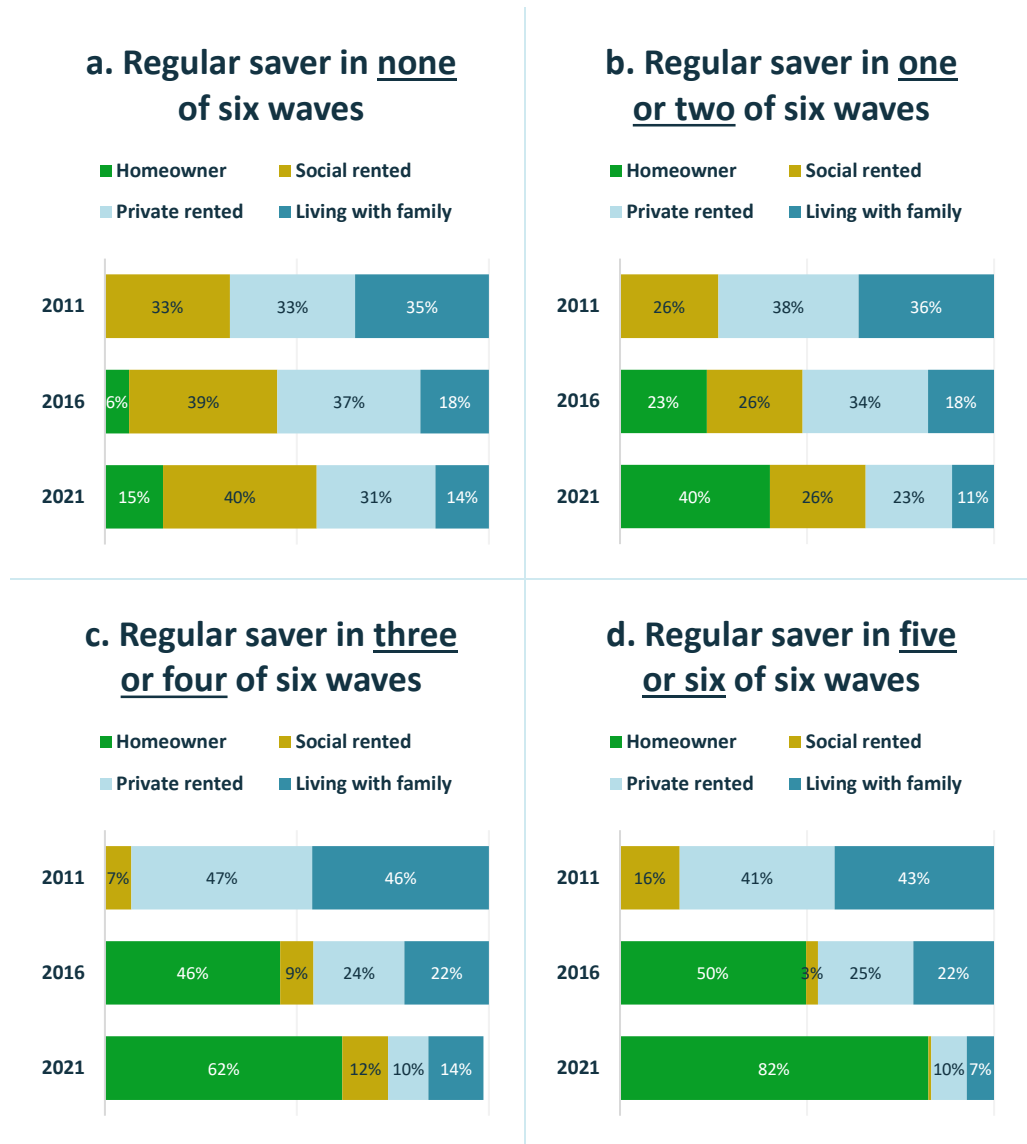 a. Regular saver in none
of six waves
Homeowner Social rented
Private rented Living with family
2011 33% 33% 35%
2016 6% 39% 37% 18%
2021 15% 40% 31% 14%
b. Regular saver in one
or two of six waves
Homeowner Social rented
Private rented Living with family
2011 26% 38% 36%
2016 23% 26% 34% 18%
2021 40% 26% 23% 11%
c. Regular saver in three
or four of six waves
Homeowner Social rented
Private rented Living with family
2011 7% 47% 46%
2016 46% 9% 24% 22%
2021 62% 12% 10% 14%
d. Regular saver in five
or six of six waves
Homeowner Social rented
Private rented Living with family
2011 16% 41% 43%
2016 50% 3% 25% 22%
2021 82% 10% 7%